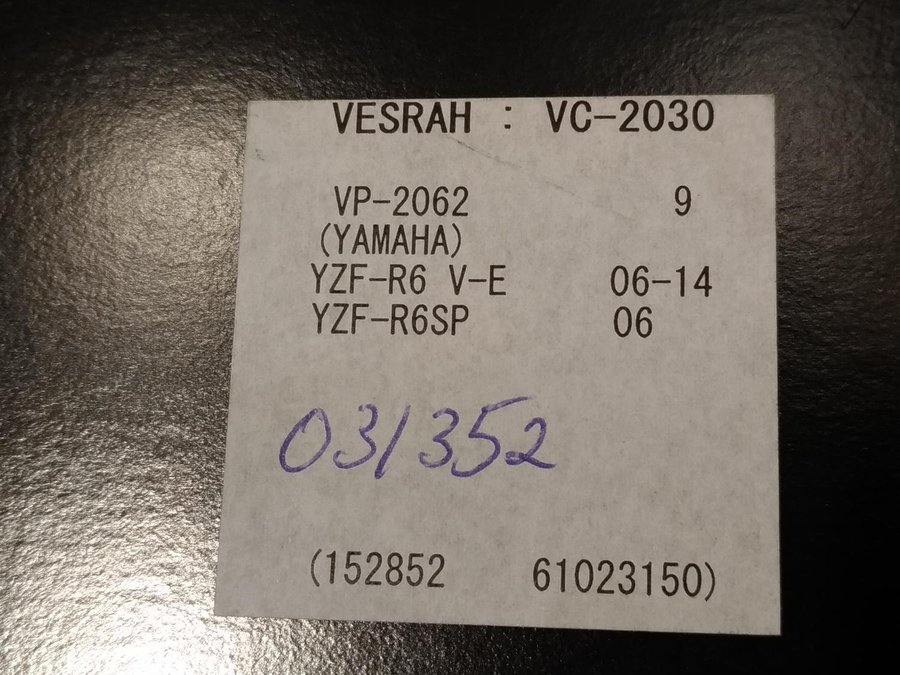 VESRAH : VC-2030
VP-2062 9
(YAMAHA)
YZF-R6 V-E 06-14
YZF-R6SP 06
031352
(152852 61023150)